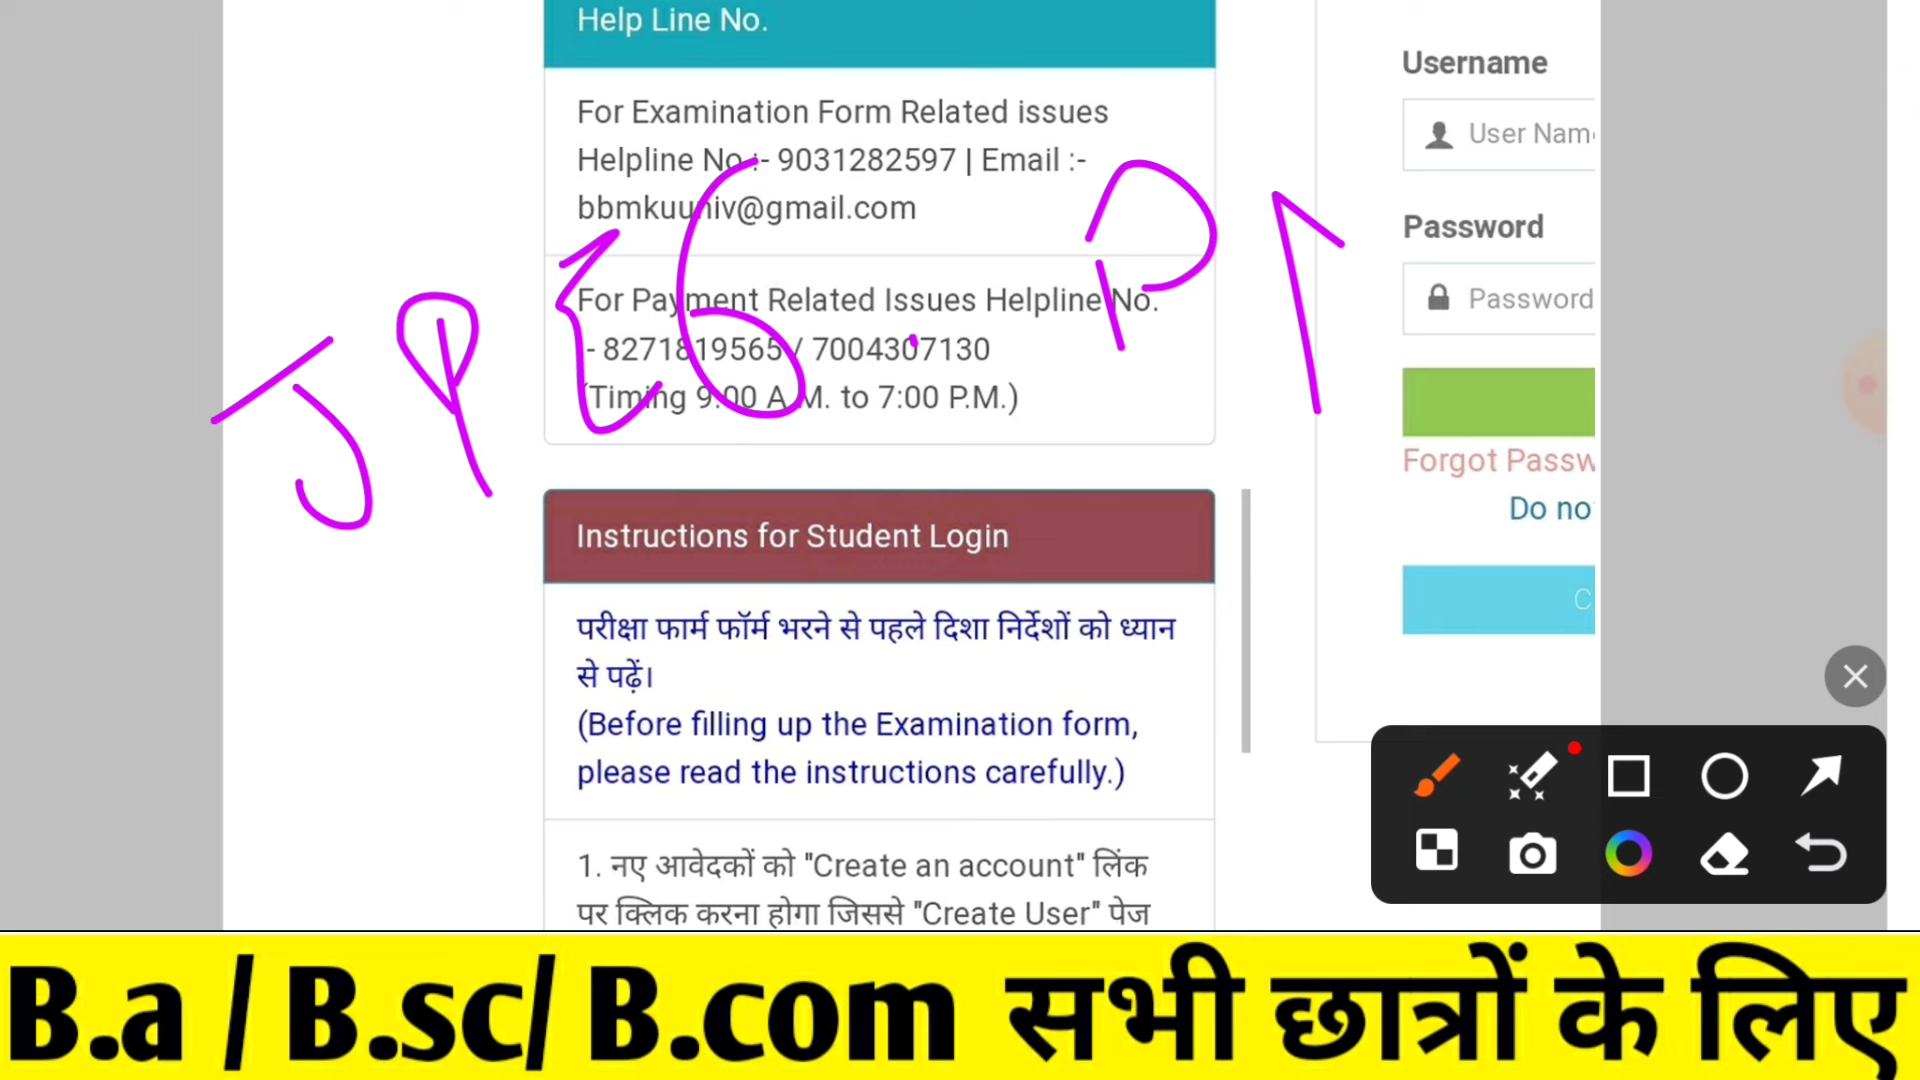 Help Line No.
For Examination Form Related issues
Helpline No.:- 9031282597 | Email :-
bbmkuuniv@gmail.com
For Payment Related Issues Helpline No.
:- 8271819565 / 7004307130
(Timing 9:00 A.M. to 7:00 P.M.)
JPEG
Instructions for Student Login
परीक्षा फार्म फॉर्म भरने से पहले दिशा निर्देशों को ध्यान
से पढ़ें।
(Before filling up the Examination form,
please read the instructions carefully.)
1. नए आवेदकों को "Create an account" लिंक
पर क्लिक करना होगा जिससे "Create User" पेज
Username
User Name
Password
Password
Forgot Passw
Do no
C
B.a / B.sc/ B.com सभी छात्रों के लिए